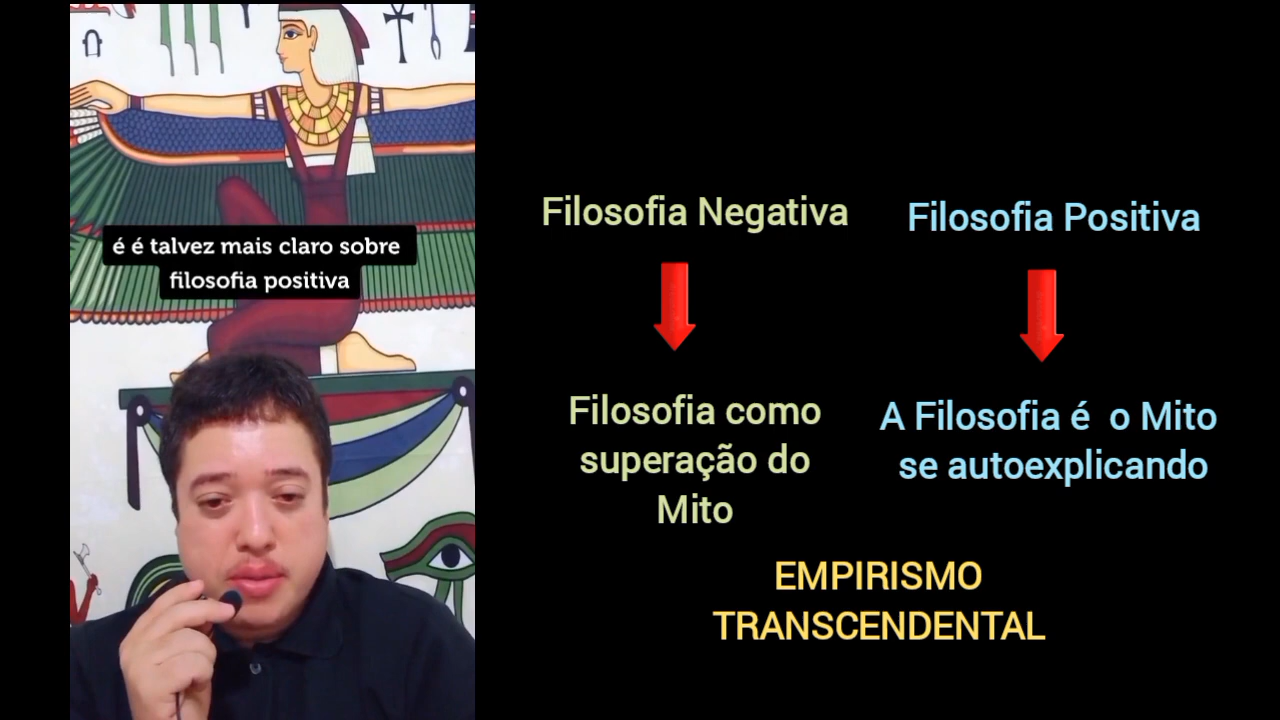 é é talvez mais claro sobre
filosofia positiva
Filosofia Negativa
Filosofia Positiva
Filosofia como
superação do
Mito
A Filosofia é o Mito
se autoexplicando
EMPIRISMO
TRANSCENDENTAL